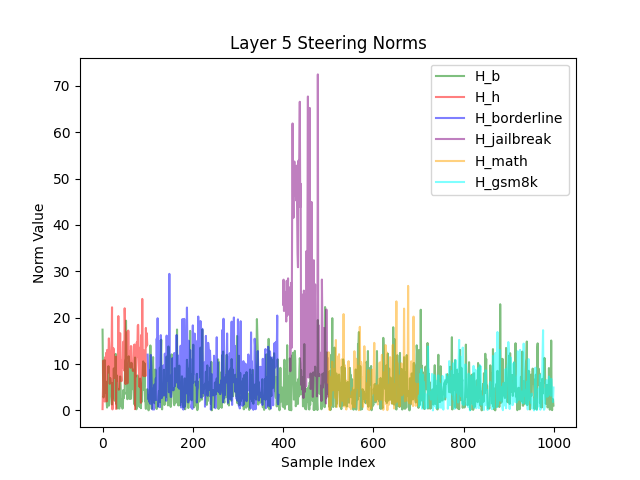 Layer 5 Steering Norms
Norm Value
70
60
50
40
30
20
10
0
H_b
H_h
H_borderline
H_jailbreak
H_math
H_gsm8k
0 200 400 600 800 1000
Sample Index